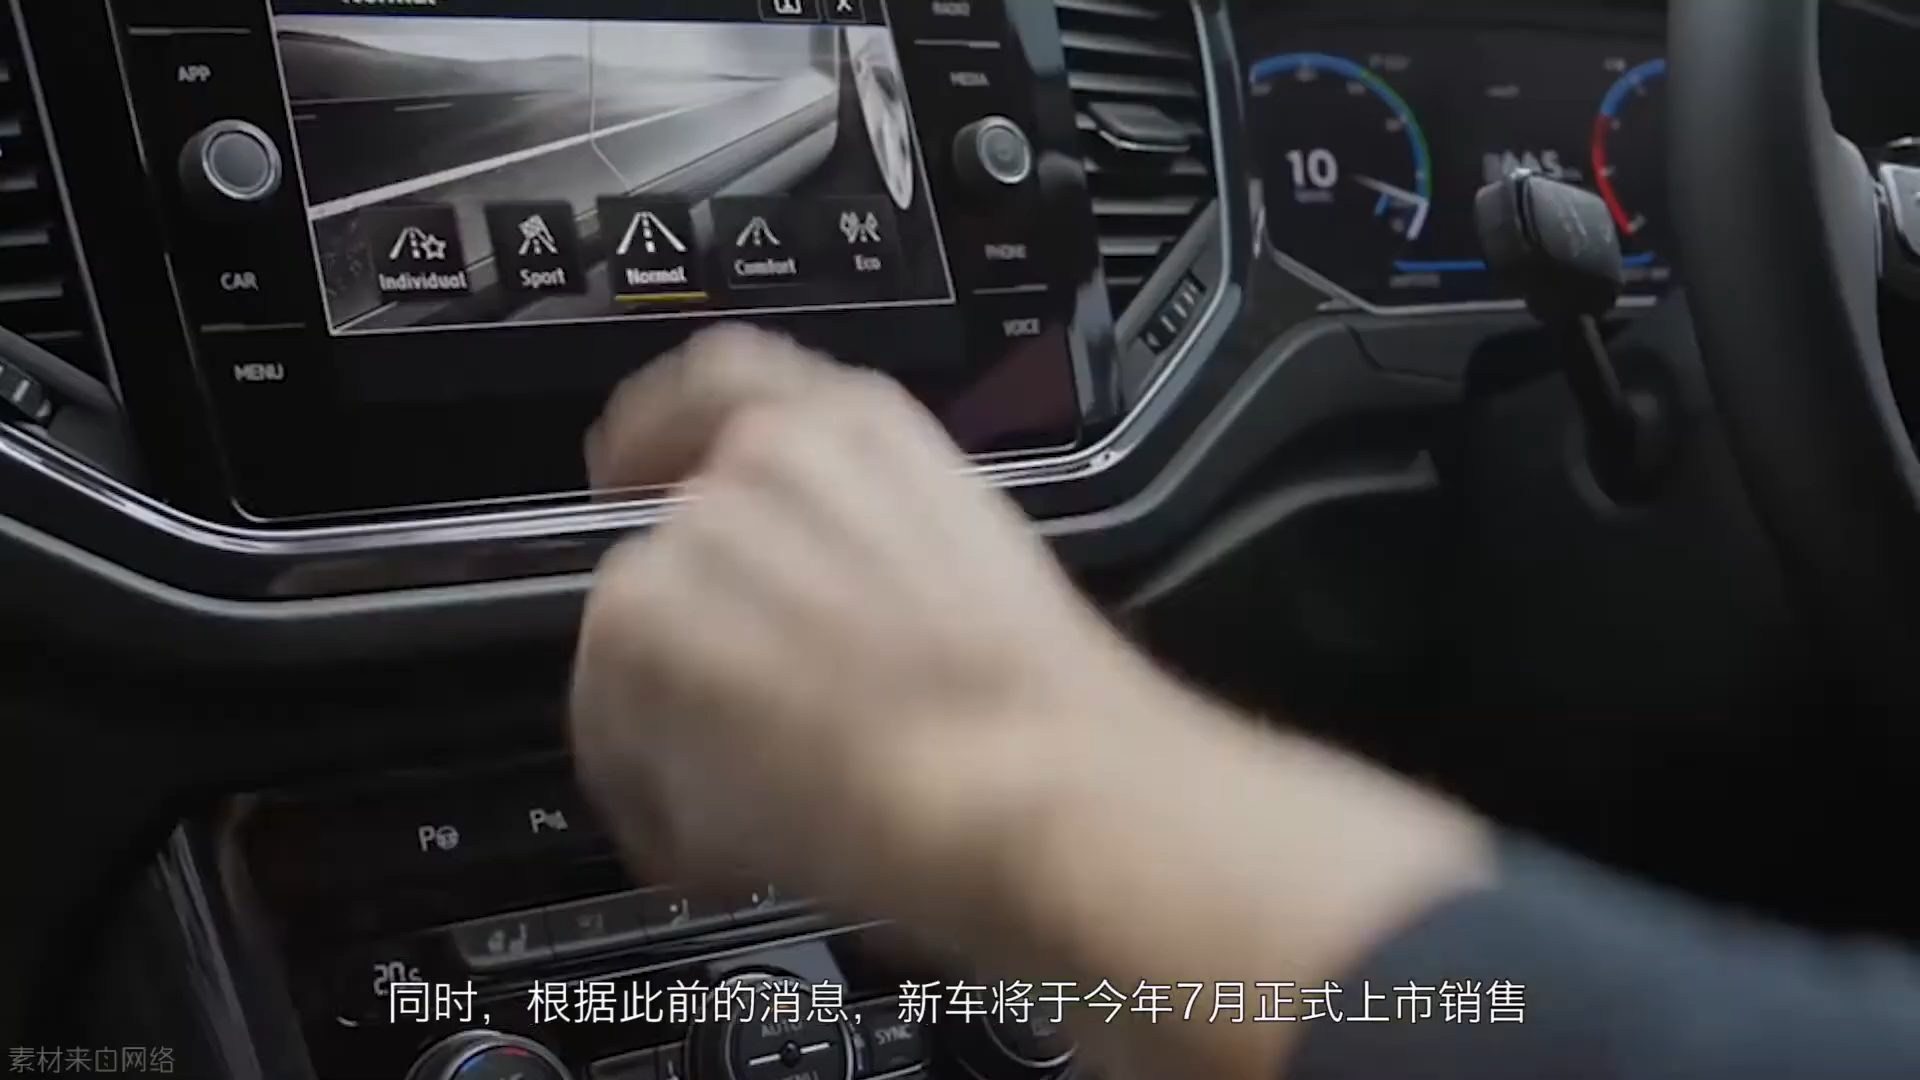 APP
CAR
MENU
MEDIA
PHONE
VOICE
Individual
Sport
Normal
Comfort
Eco
10
AUTO
SYNC
同时，根据此前的消息，新车将于今年7月正式上市销售
素材来自网络